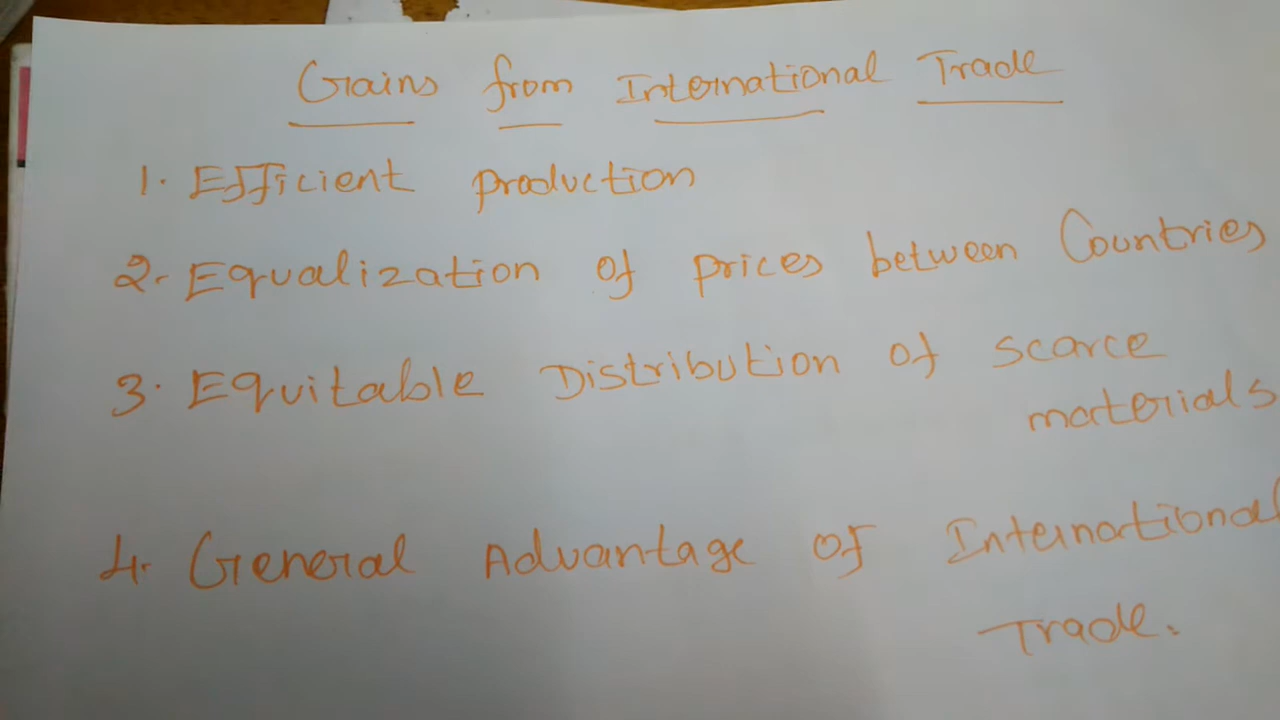 Gains from International Trade
1. Efficient production
2. Equalization of prices between Countries
3. Equitable Distribution of scarce
materials
4. General Advantage of International
Trade.